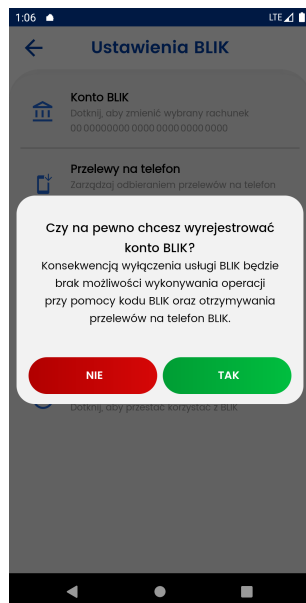 1:06
LTE
Ustawienia BLIK
Konto BLIK
Dotknij, aby zmienić wybrany rachunek
00 00000000 0000 0000 0000 0000
Przelewy na telefon
Zarządzaj odbieraniem przelewów na telefon
Czy na pewno chcesz wyrejestrować
konto BLIK?
Konsekwencją wyłączenia usługi BLIK będzie
brak możliwości wykonywania operacji
przy pomocy kodu BLIK oraz otrzymywania
przelewów na telefon BLIK.
NIE
TAK
Dotknij, aby przestać korzystać z BLIK